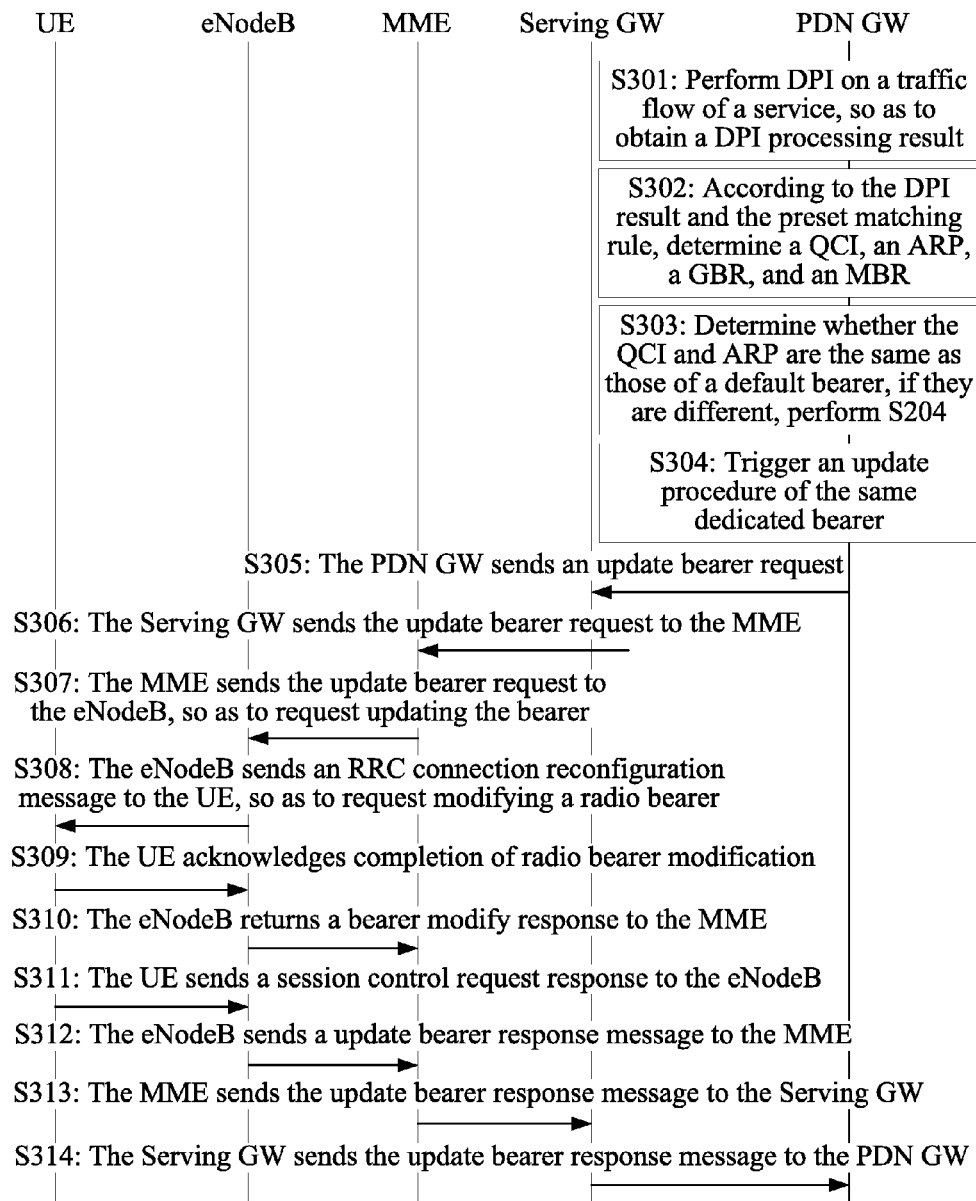 UE eNodeB MME Serving GW PDN GW
S301: Perform DPI on a traffic
flow of a service, so as to
obtain a DPI processing result
S302: According to the DPI
result and the preset matching
rule, determine a QCI, an ARP,
a GBR, and an MBR
S303: Determine whether the
QCI and ARP are the same as
those of a default bearer, if they
are different, perform S204
S304: Trigger an update
procedure of the same
dedicated bearer
S305: The PDN GW sends an update bearer request
S306: The Serving GW sends the update bearer request to the MME
S307: The MME sends the update bearer request to
the eNodeB, so as to request updating the bearer
S308: The eNodeB sends an RRC connection reconfiguration
message to the UE, so as to request modifying a radio bearer
S309: The UE acknowledges completion of radio bearer modification
S310: The eNodeB returns a bearer modify response to the MME
S311: The UE sends a session control request response to the eNodeB
S312: The eNodeB sends a update bearer response message to the MME
S313: The MME sends the update bearer response message to the Serving GW
S314: The Serving GW sends the update bearer response message to the PDN GW